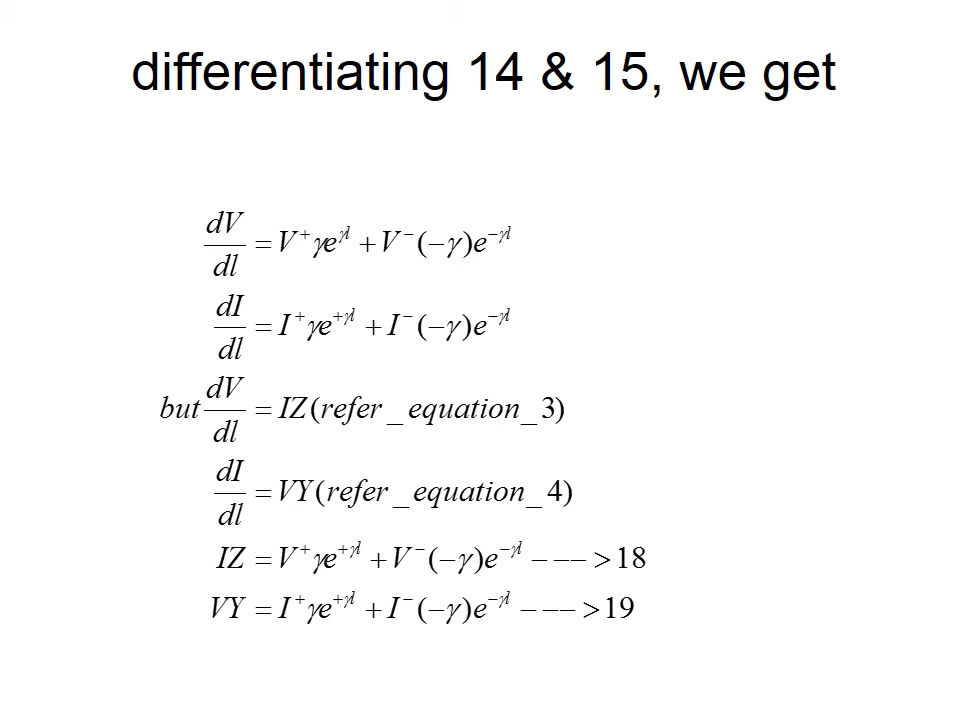 differentiating 14 & 15, we get
dV/dl = V⁺γe^{γl} + V⁻(−γ)e^{−γl}
dI/dl = I⁺γe^{+γl} + I⁻(−γ)e^{−γl}
but dV/dl = IZ(refer_equation_3)
dI/dl = VY(refer_equation_4)
IZ = V⁺γe^{+γl} + V⁻(−γ)e^{−γl} − −− > 18
VY = I⁺γe^{+γl} + I⁻(−γ)e^{−γl} − −− > 19